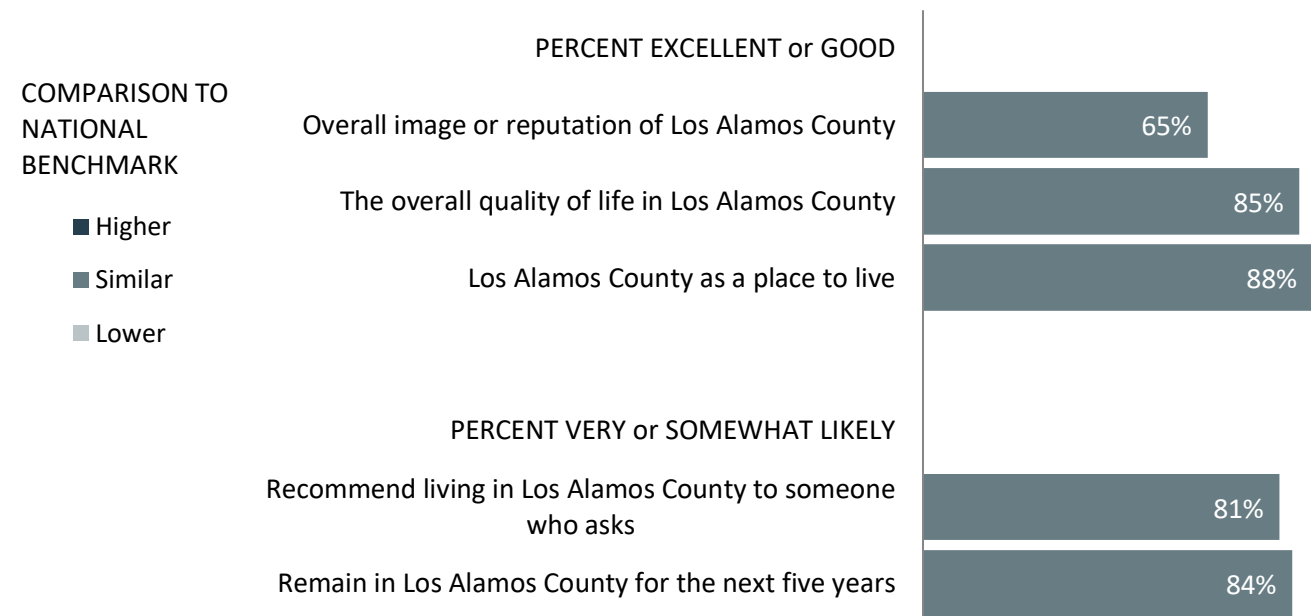 COMPARISON TO
NATIONAL
BENCHMARK
Higher
Similar
Lower
PERCENT EXCELLENT or GOOD
Overall image or reputation of Los Alamos County
65%
The overall quality of life in Los Alamos County
85%
Los Alamos County as a place to live
88%
PERCENT VERY or SOMEWHAT LIKELY
Recommend living in Los Alamos County to someone
who asks
81%
Remain in Los Alamos County for the next five years
84%